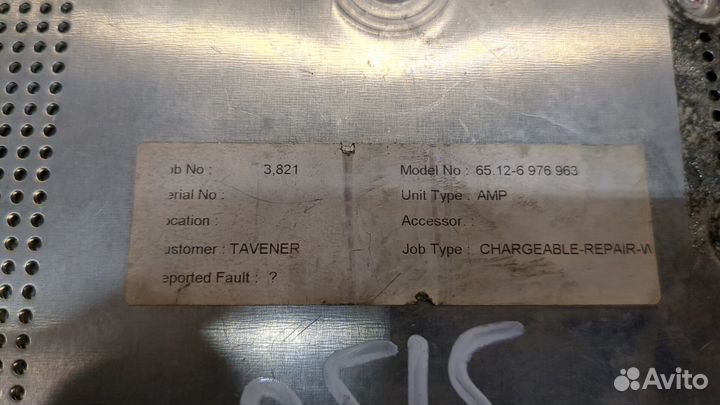 ob No : 3,821 Model No : 65.12-6 976 963
erial No : Unit Type : AMP
ocation : Accessor. :
ustomer : TAVENER Job Type : CHARGEABLE-REPAIR-W
eported Fault : ?
Avito